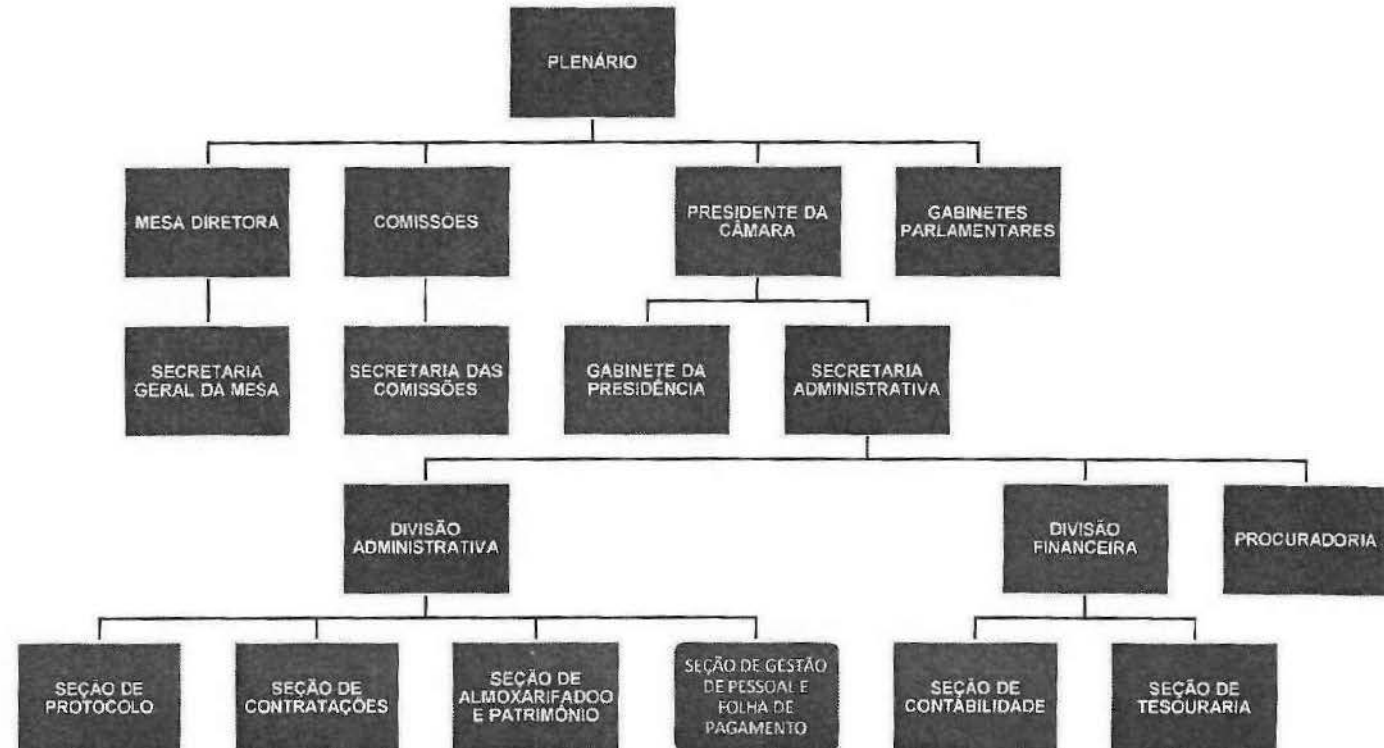 PLENÁRIO
MESA DIRETORA
COMISSÕES
PRESIDENTE DA
CÂMARA
GABINETES
PARLAMENTARES
SECRETARIA
GERAL DA MESA
SECRETARIA DAS
COMISSÕES
GABINETE DA
PRESIDÊNCIA
SECRETARIA
ADMINISTRATIVA
DIVISÃO
ADMINISTRATIVA
DIVISÃO
FINANCEIRA
PROCURADORIA
SEÇÃO DE
PROTOCOLO
SEÇÃO DE
CONTRATAÇÕES
SEÇÃO DE
ALMOXARIFADOO
E PATRIMÔNIO
SEÇÃO DE GESTÃO
DE PESSOAL E
FOLHA DE
PAGAMENTO
SEÇÃO DE
CONTABILIDADE
SEÇÃO DE
TESOURARIA